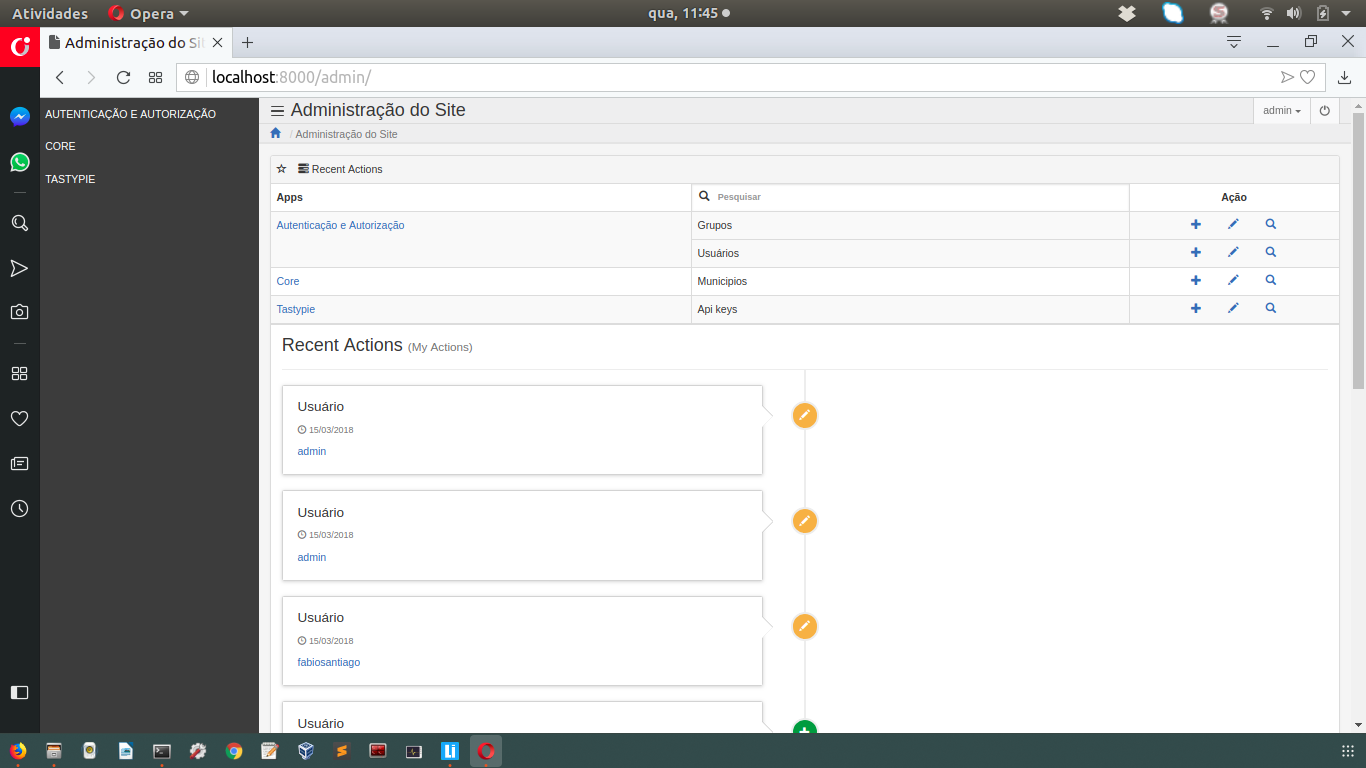 Atividades Opera qua, 11:45
Administração do Sit
localhost:8000/admin/
AUTENTICAÇÃO E AUTORIZAÇÃO
CORE
TASTYPIE
Administração do Site admin
/ Administração do Site
Recent Actions
Apps Pesquisar Ação
Autenticação e Autorização Grupos
Usuários
Core Municipios
Tastypie Api keys
Recent Actions (My Actions)
Usuário
15/03/2018
admin
Usuário
15/03/2018
admin
Usuário
15/03/2018
fabiosantiago
Usuário